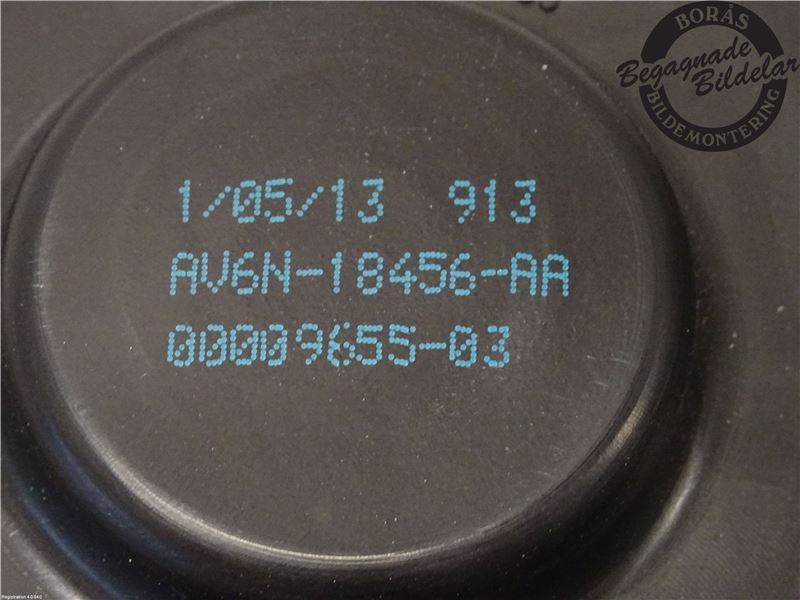 BORÅS
Begagnade
Bildelar
BILDEMONTERING
1/05/13 913
AV6N-18456-AA
00009655-03